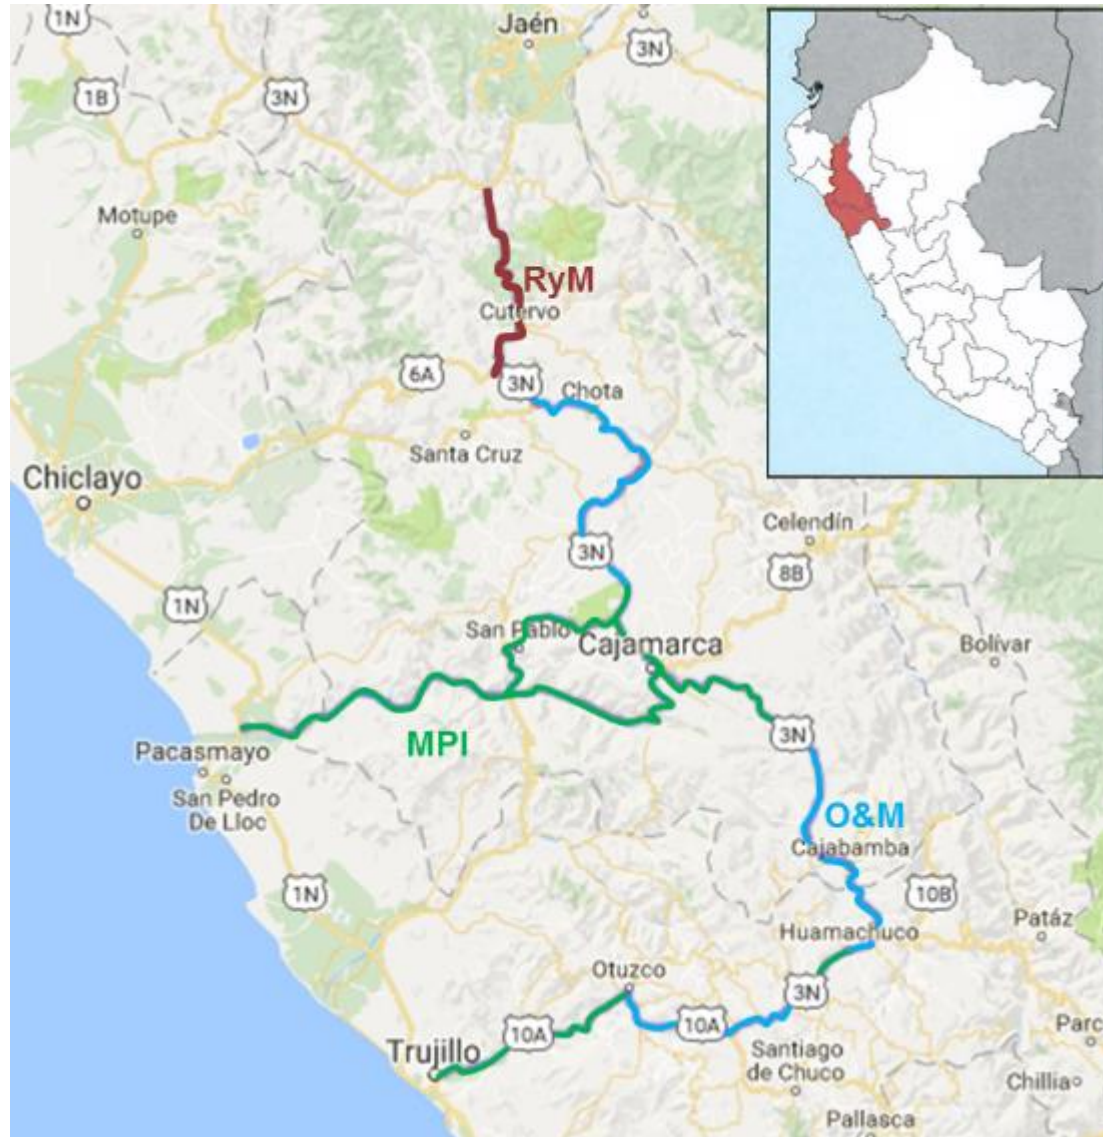 1N
Jaén
3N
1B
3N
Motupe
RyM
Cutervo
6A
3N
Chota
Santa Cruz
Chiclayo
Celendín
3N
8B
1N
San Pablo
Cajamarca
Bolívar
3N
MPI
Pacasmayo
San Pedro
De Lloc
O&M
Cajabamba
1N
10B
Patáz
Huamachuco
Otuzco
3N
10A
10A
Parc
Trujillo
Santiago
de Chuco
Chillia
Pallasca